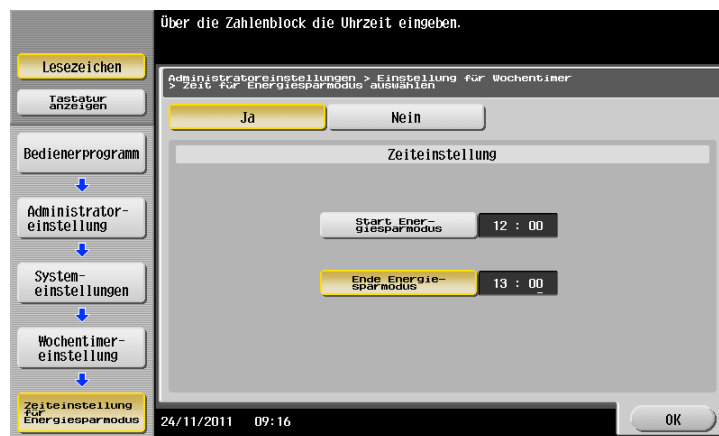 Über die Zahlenblock die Uhrzeit eingeben.
Lesezeichen
Tastatur
anzeigen
Administratoreinstellungen > Einstellung für Wochentimer
> Zeit für Energiesparmodus auswählen
Ja
Nein
Bedienerprogramm
Zeiteinstellung
Administrator-
einstellung
Start Ener-
giesparmodus
12 : 00
System-
einstellungen
Ende Energie-
sparmodus
13 : 00
Wochentimer-
einstellung
Zeiteinstellung
für
Energiesparmodus
24/11/2011 09:16
OK